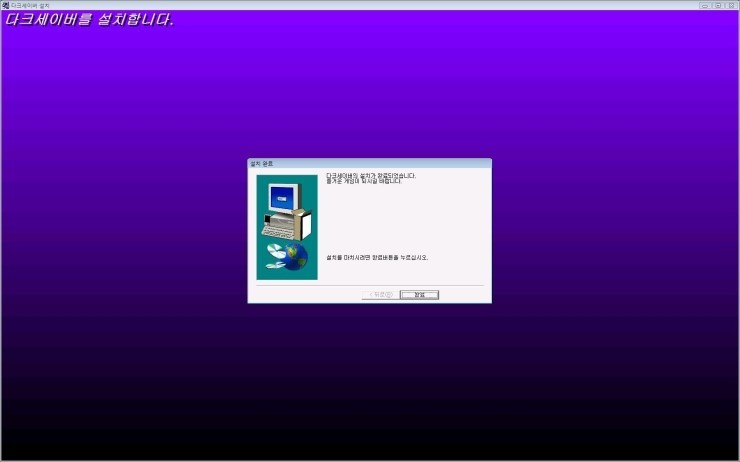 다크세이버 설치
다크세이버를 설치합니다.
설치 완료
다크세이버의 설치가 완료되었습니다.
즐거운 게임이 되시길 바랍니다.
설치를 마치시려면 완료버튼을 누르십시오.
< 뒤로(B)
완료